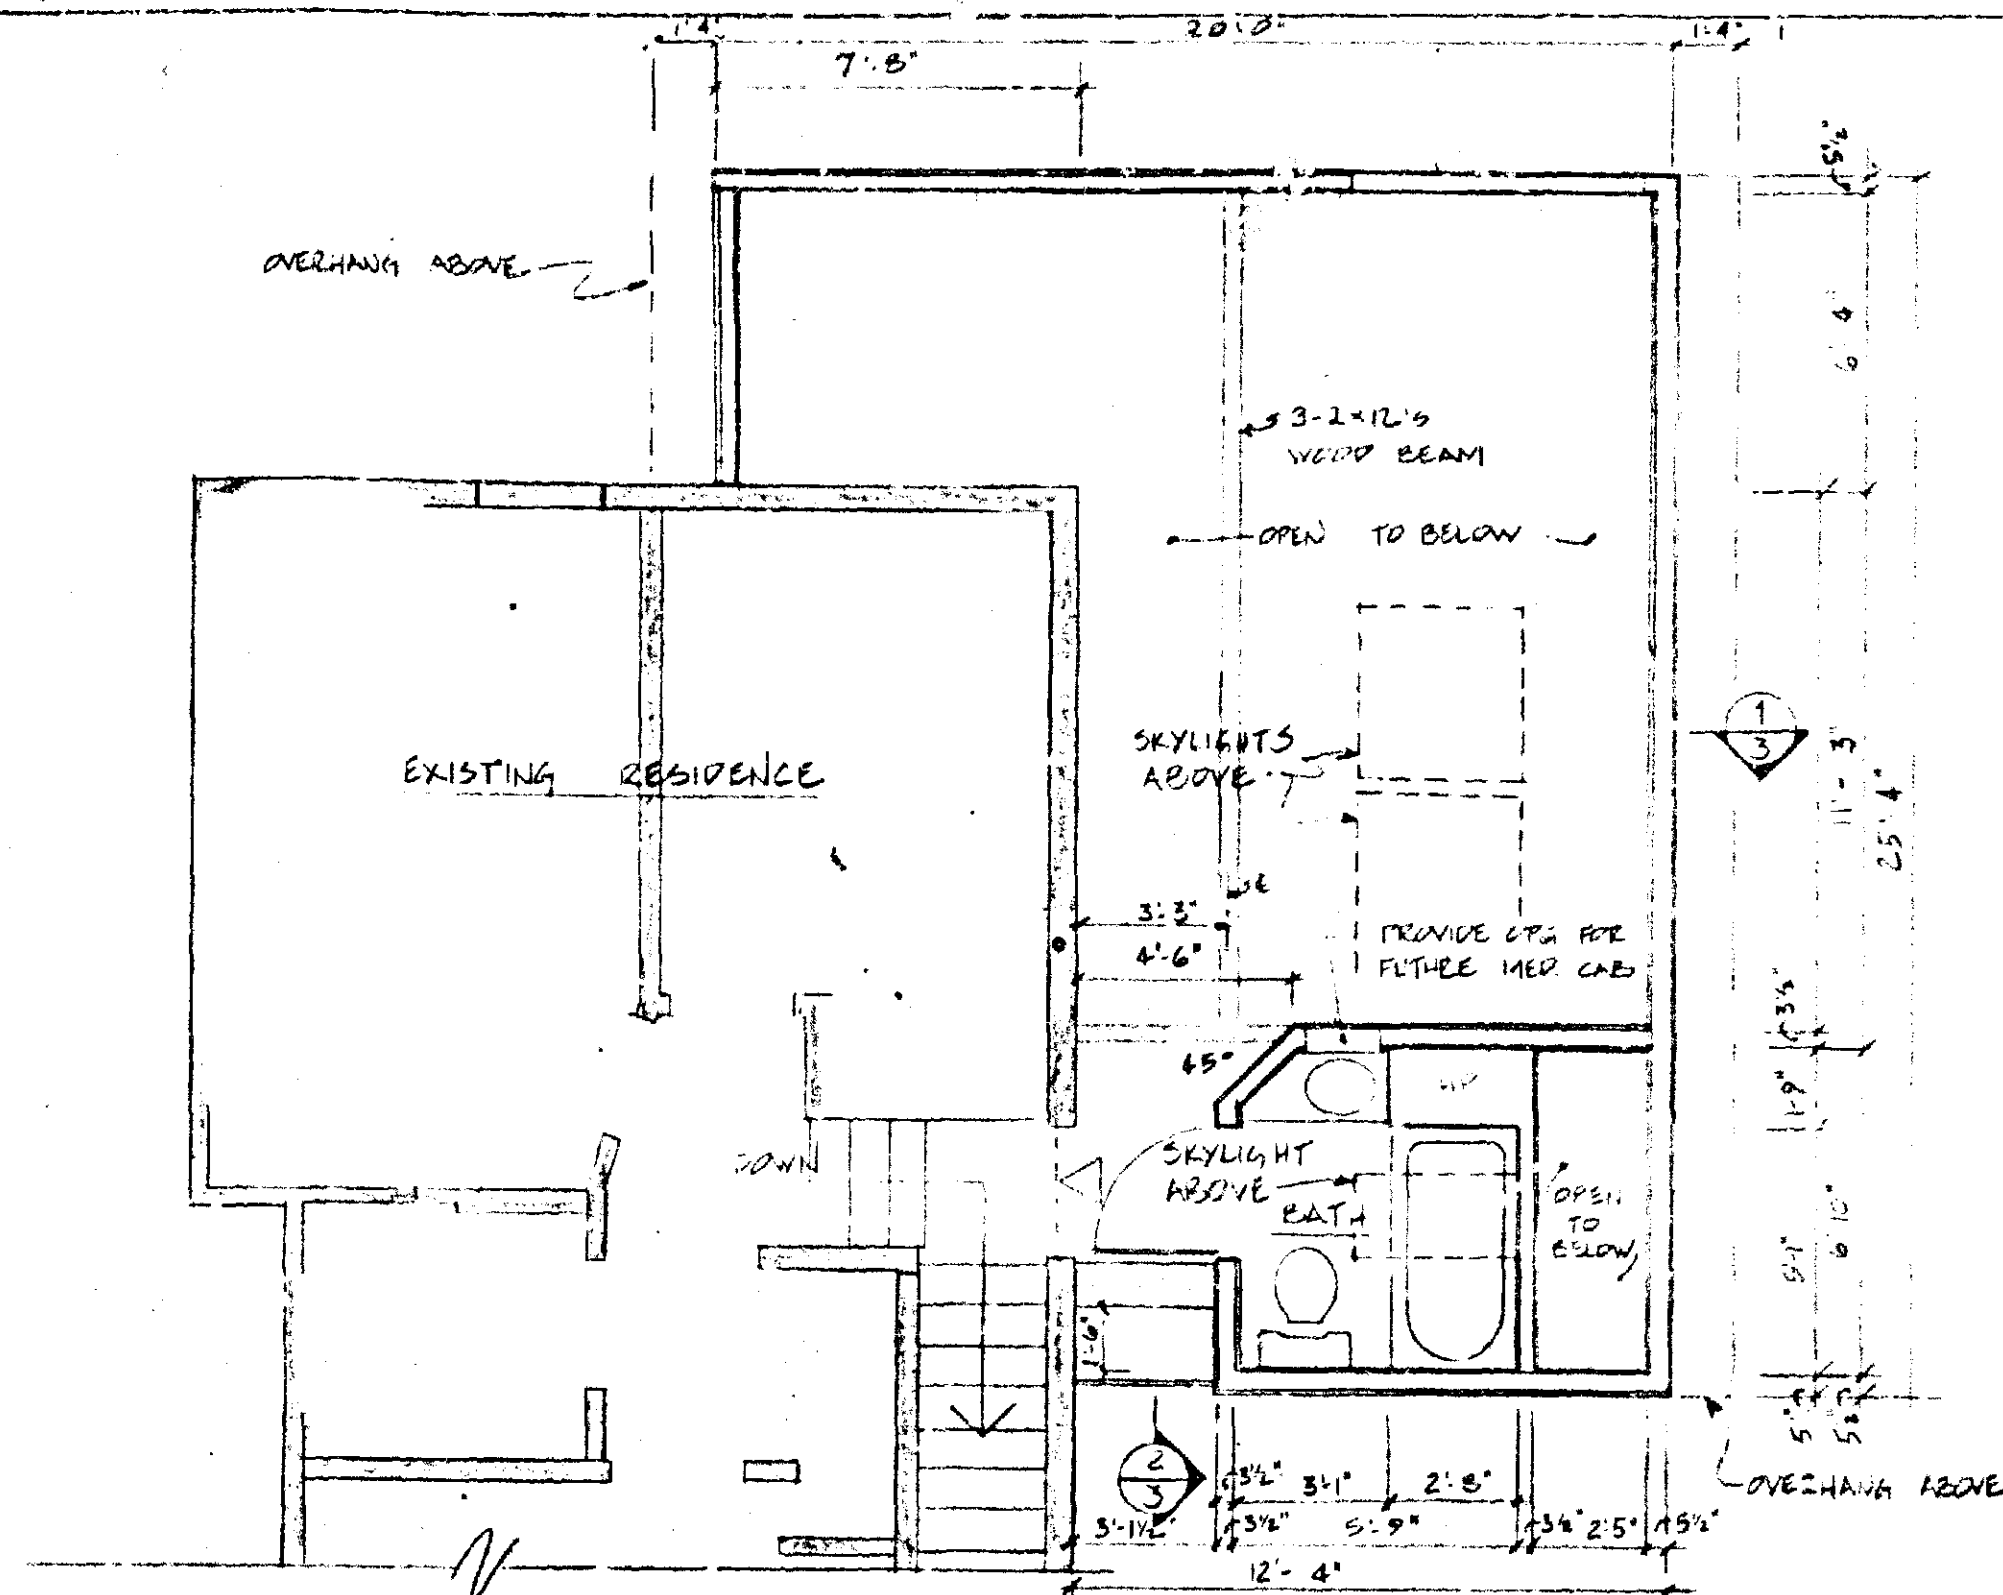 1'-4"
20'-0"
1'-4"
7'-8"
5½"
OVERHANG ABOVE
6' 4"
3-2×12'S
WOOD BEAM
OPEN TO BELOW
SKYLIGHTS
ABOVE
1
3
EXISTING RESIDENCE
11'-3"
25'-4"
3'-3"
4'-6"
PROVIDE OPG FOR
FUTURE MED. CAB
3½"
45°
1'-9"
DOWN
SKYLIGHT
ABOVE
BATH
OPEN
TO
BELOW
6'10"
1'-6"
2
3
3½"
3'-1"
2'-8"
OVERHANG ABOVE
3'-1½"
3½"
5'-9"
3½"
2'5"
5½"
12'-4"